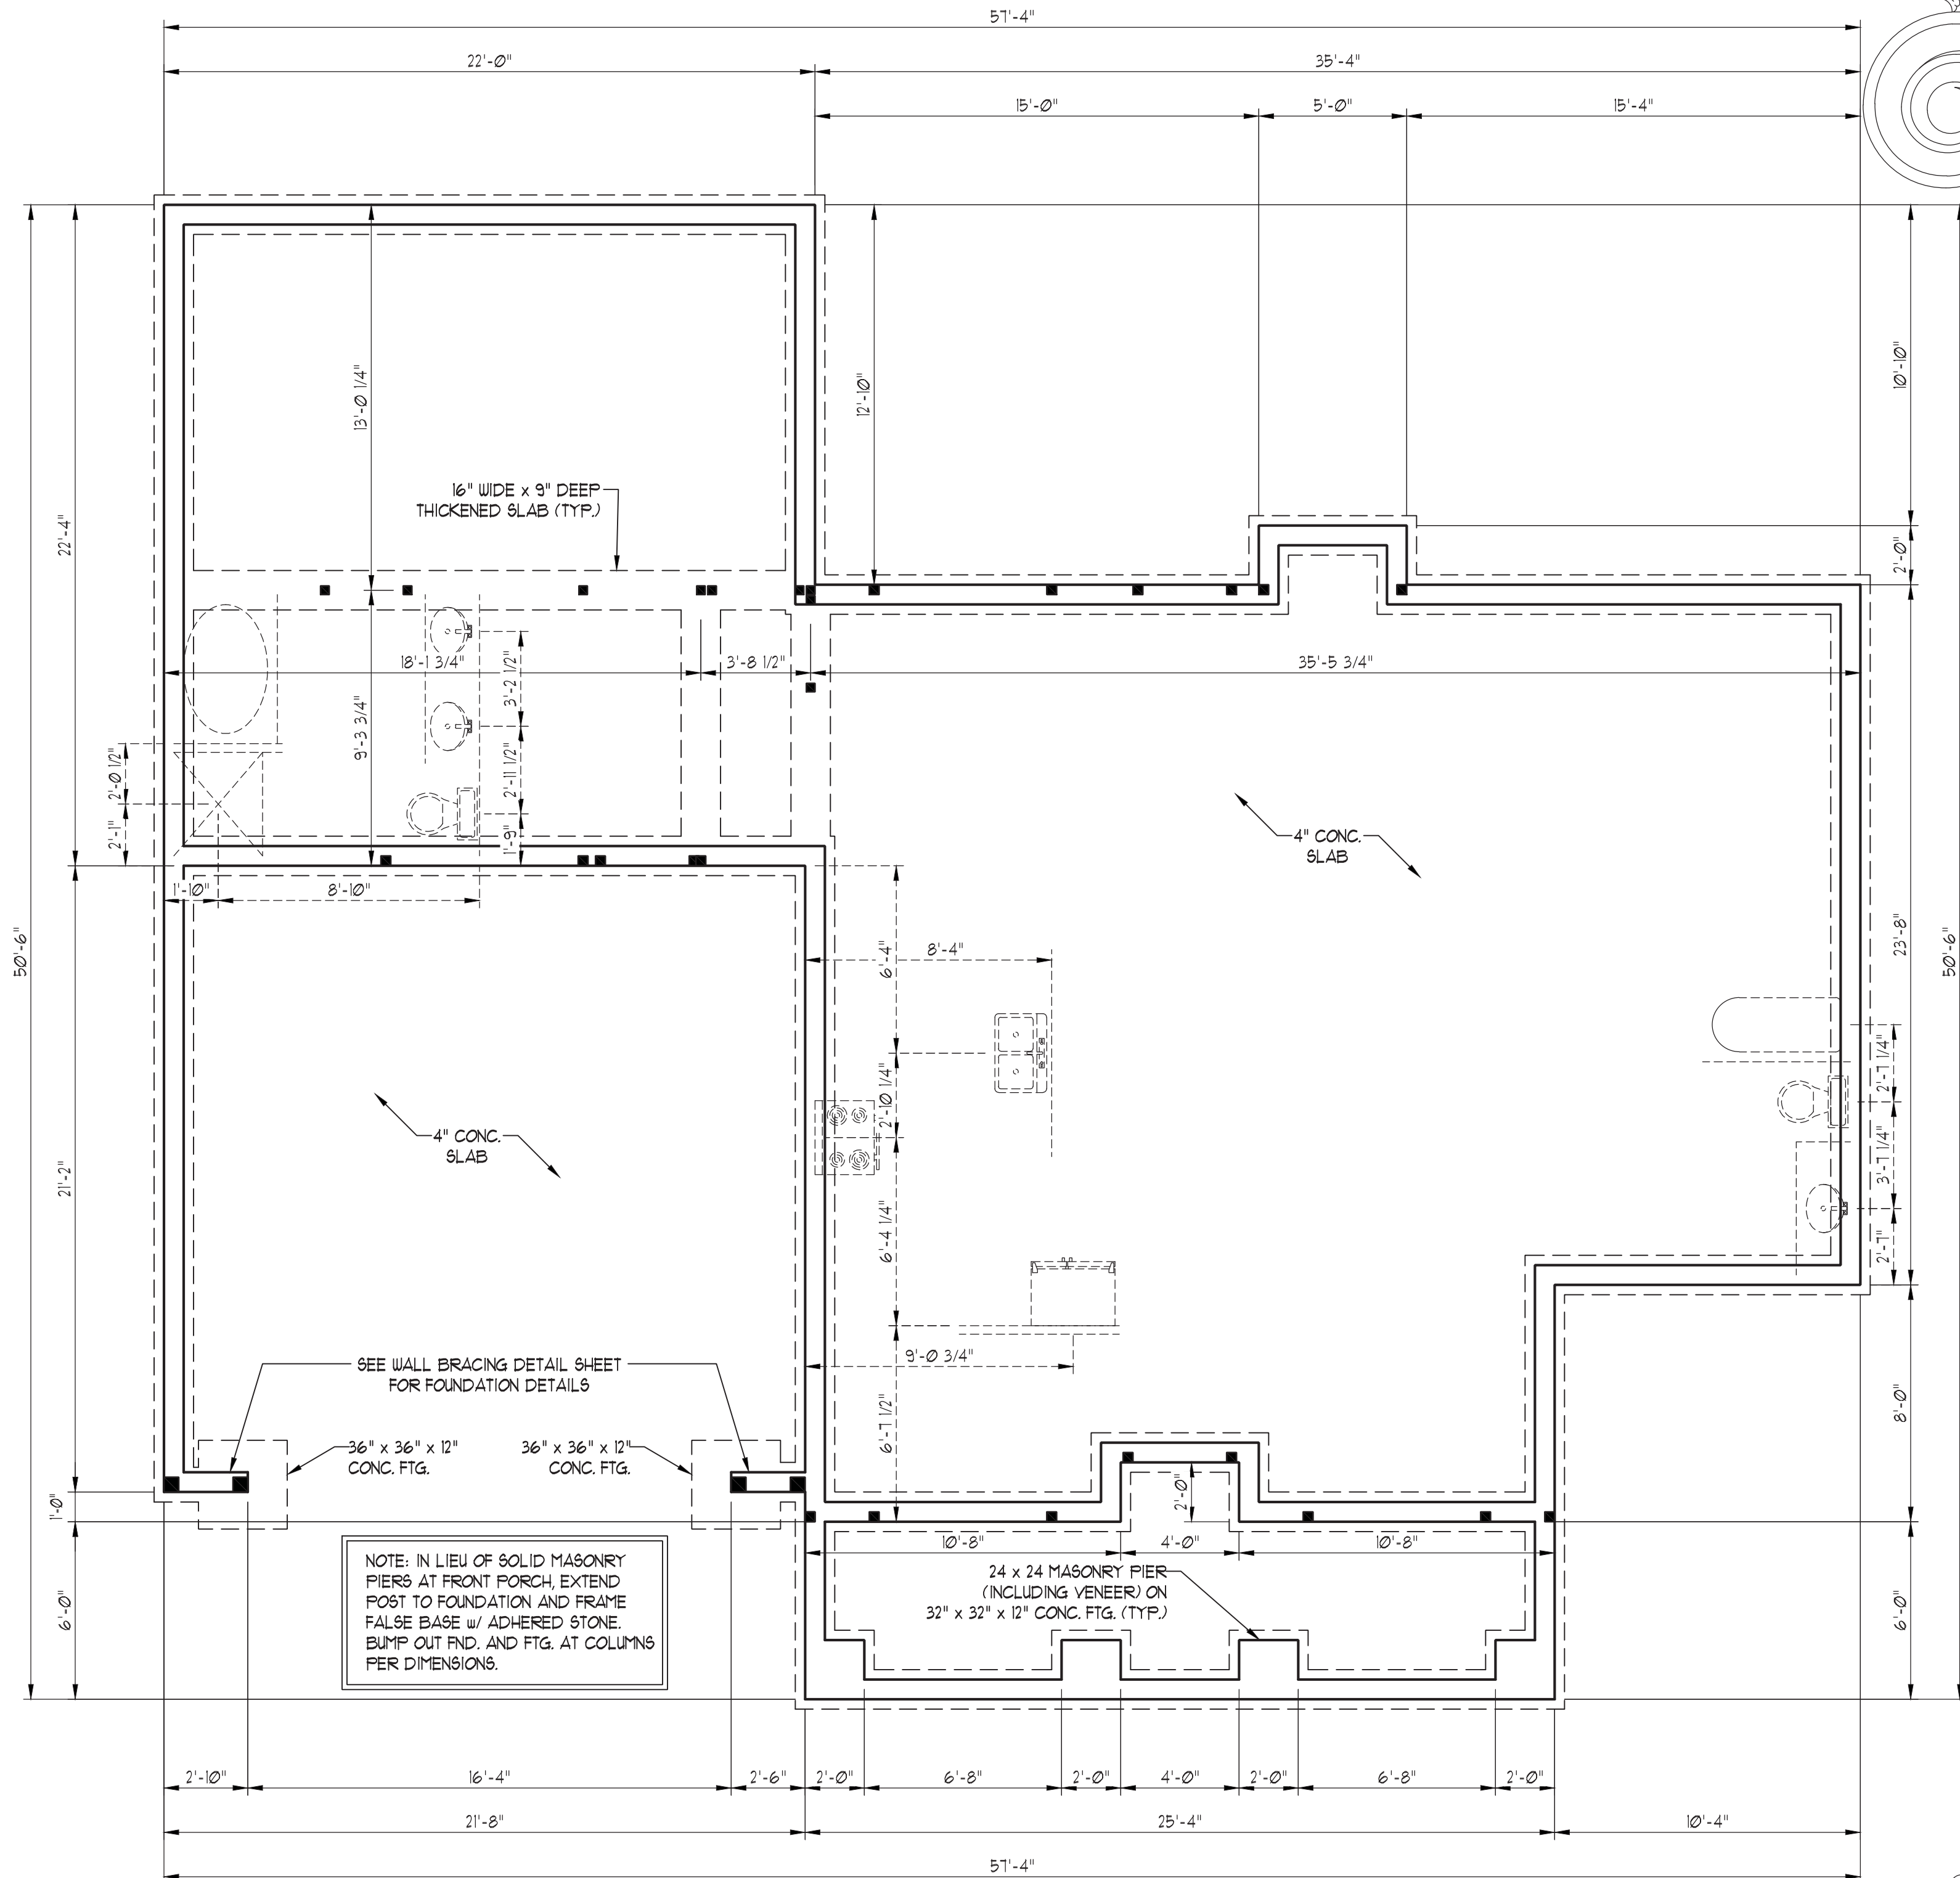 57'-4"
22'-0"
35'-4"
15'-0"
5'-0"
15'-4"
13'-0 1/4"
12'-10"
10'-10"
16" WIDE x 9" DEEP
THICKENED SLAB (TYP.)
22'-4"
2'-0"
18'-1 3/4"
3'-8 1/2"
35'-5 3/4"
3'-2 1/2"
9'-3 3/4"
2'-0 1/2"
2'-11 1/2"
2'-1"
1'-9"
4" CONC.
SLAB
1'-10"
8'-10"
50'-6"
6'-4"
8'-4"
23'-8"
50'-6"
2'-10 1/4"
2'-7 1/4"
4" CONC.
SLAB
21'-2"
3'-7 1/4"
6'-4 1/4"
2'-7"
9'-0 3/4"
SEE WALL BRACING DETAIL SHEET
FOR FOUNDATION DETAILS
6'-7 1/2"
8'-0"
36" x 36" x 12"
CONC. FTG.
36" x 36" x 12"
CONC. FTG.
2'-0"
1'-0"
10'-8"
4'-0"
10'-8"
NOTE: IN LIEU OF SOLID MASONRY
PIERS AT FRONT PORCH, EXTEND
POST TO FOUNDATION AND FRAME
FALSE BASE w/ ADHERED STONE.
BUMP OUT FND. AND FTG. AT COLUMNS
PER DIMENSIONS.
24 x 24 MASONRY PIER
(INCLUDING VENEER) ON
32" x 32" x 12" CONC. FTG. (TYP.)
6'-0"
6'-0"
2'-10"
16'-4"
2'-6"
2'-0"
6'-8"
2'-0"
4'-0"
2'-0"
6'-8"
2'-0"
21'-8"
25'-4"
10'-4"
57'-4"